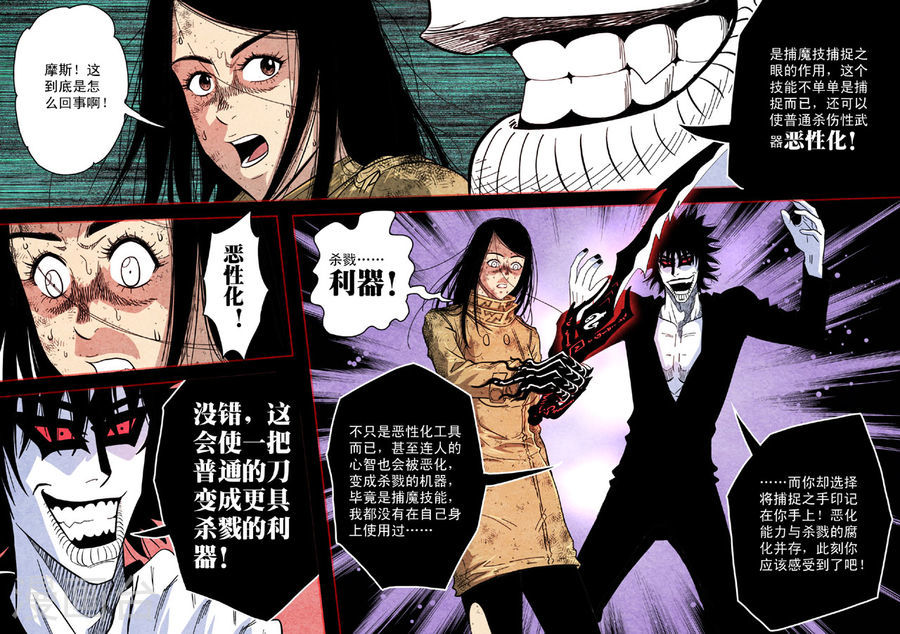 摩斯！这
到底是怎
么回事啊！
是捕魔技捕捉之
眼的作用，这个
技能不单单是捕
捉而已，还可以
使普通杀伤性武
器恶性化！
恶性化！
没错，这
会使一把
普通的刀
变成更具
杀戮的利
器！
杀戮……
利器！
不只是恶性化工具
而已，甚至连人的
心智也会被恶化，
变成杀戮的机器，
毕竟是捕魔技能，
我都没有在自己身
上使用过……
……而你却选择
将捕捉之手印记
在你手上！恶化
能力与杀戮的腐
化并存，此刻你
应该感受到了吧！